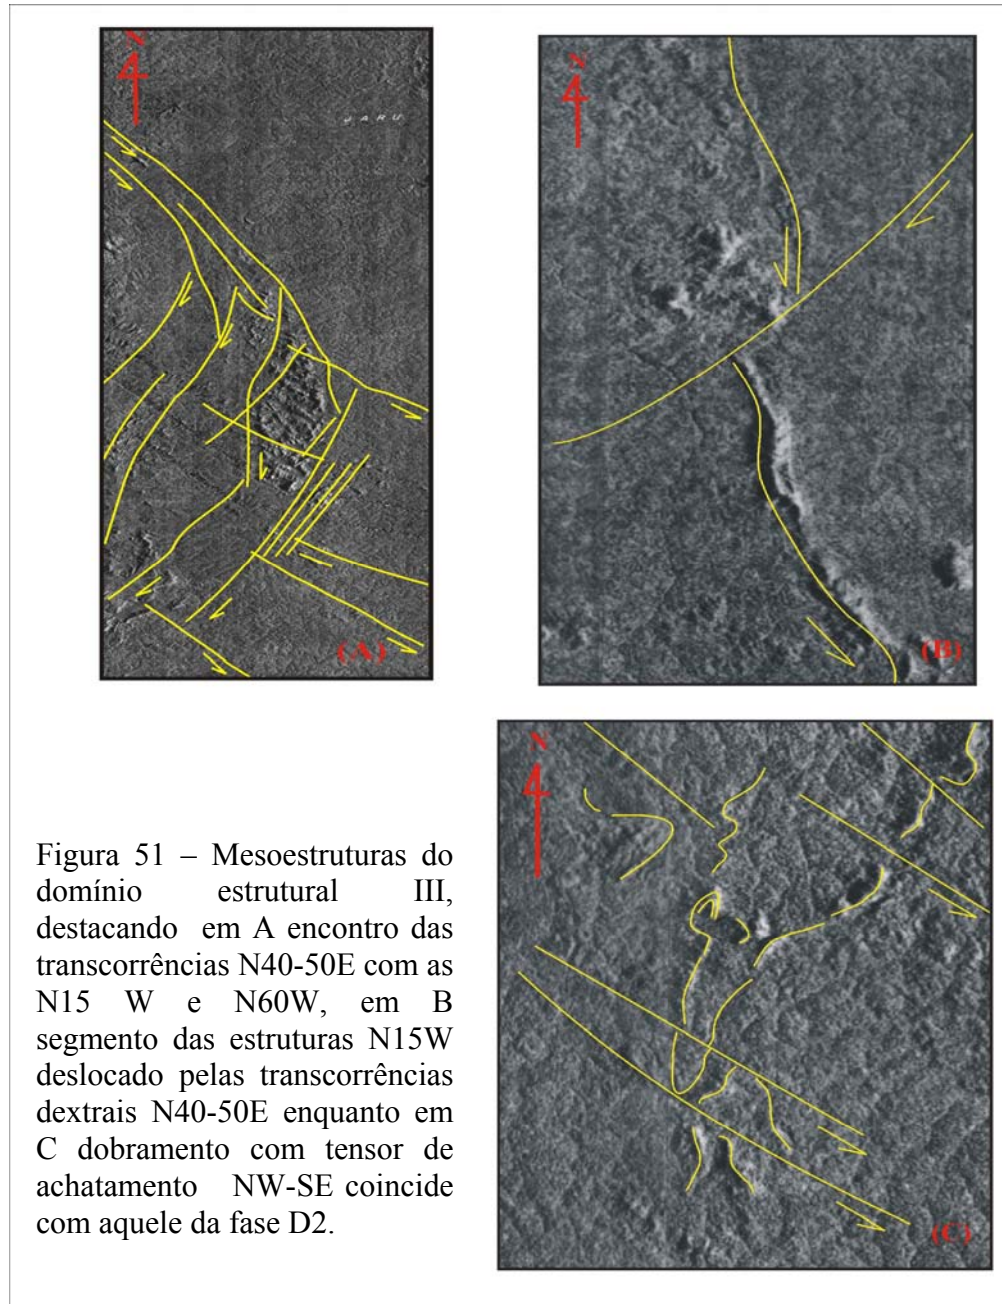 N
JARU
(A)
N
(B)
N
(C)
Figura 51 – Mesoestruturas do
domínio estrutural III,
destacando em A encontro das
transcorrências N40-50E com as
N15 W e N60W, em B
segmento das estruturas N15W
deslocado pelas transcorrências
dextrais N40-50E enquanto em
C dobramento com tensor de
achatamento NW-SE coincide
com aquele da fase D2.